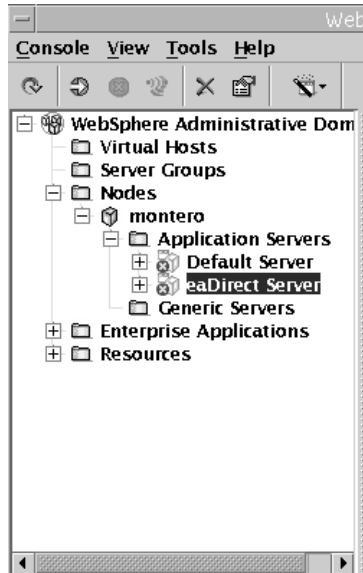 Web
Console View Tools Help
WebSphere Administrative Dom
Virtual Hosts
Server Groups
Nodes
montero
Application Servers
Default Server
eaDirect Server
Generic Servers
Enterprise Applications
Resources